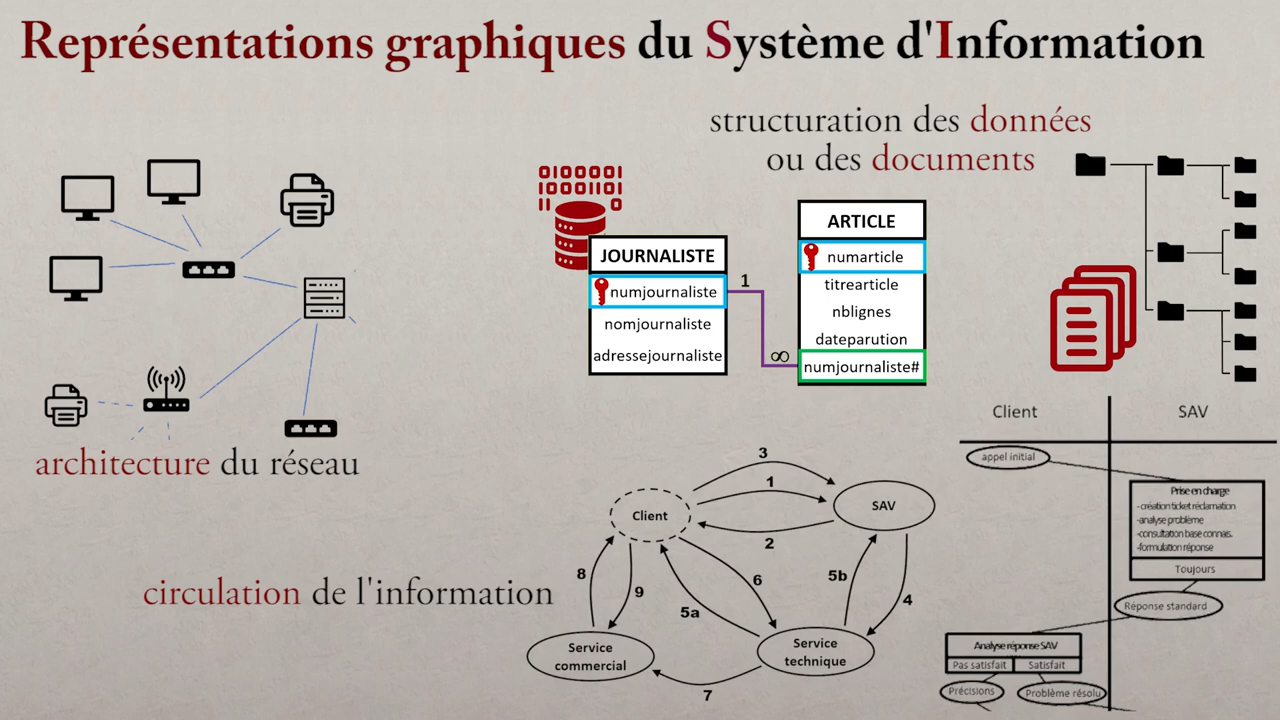 Représentations graphiques du Système d'Information
structuration des données
ou des documents
0100001
10000101
JOURNALISTE
numjournaliste
nomjournaliste
adressejournaliste
1
∞
ARTICLE
numarticle
titrearticle
nblignes
dateparution
numjournaliste#
architecture du réseau
circulation de l'information
Client
SAV
Service
commercial
Service
technique
3
1
2
8
9
6
5a
5b
4
7
Client
SAV
appel initial
Prise en charge
- création ticket réclamation
-analyse problème
-consultation base connais.
-formulation réponse
Toujours
Réponse standard
Analyse réponse SAV
Pas satisfait
Satisfait
Précisions
Problème résolu